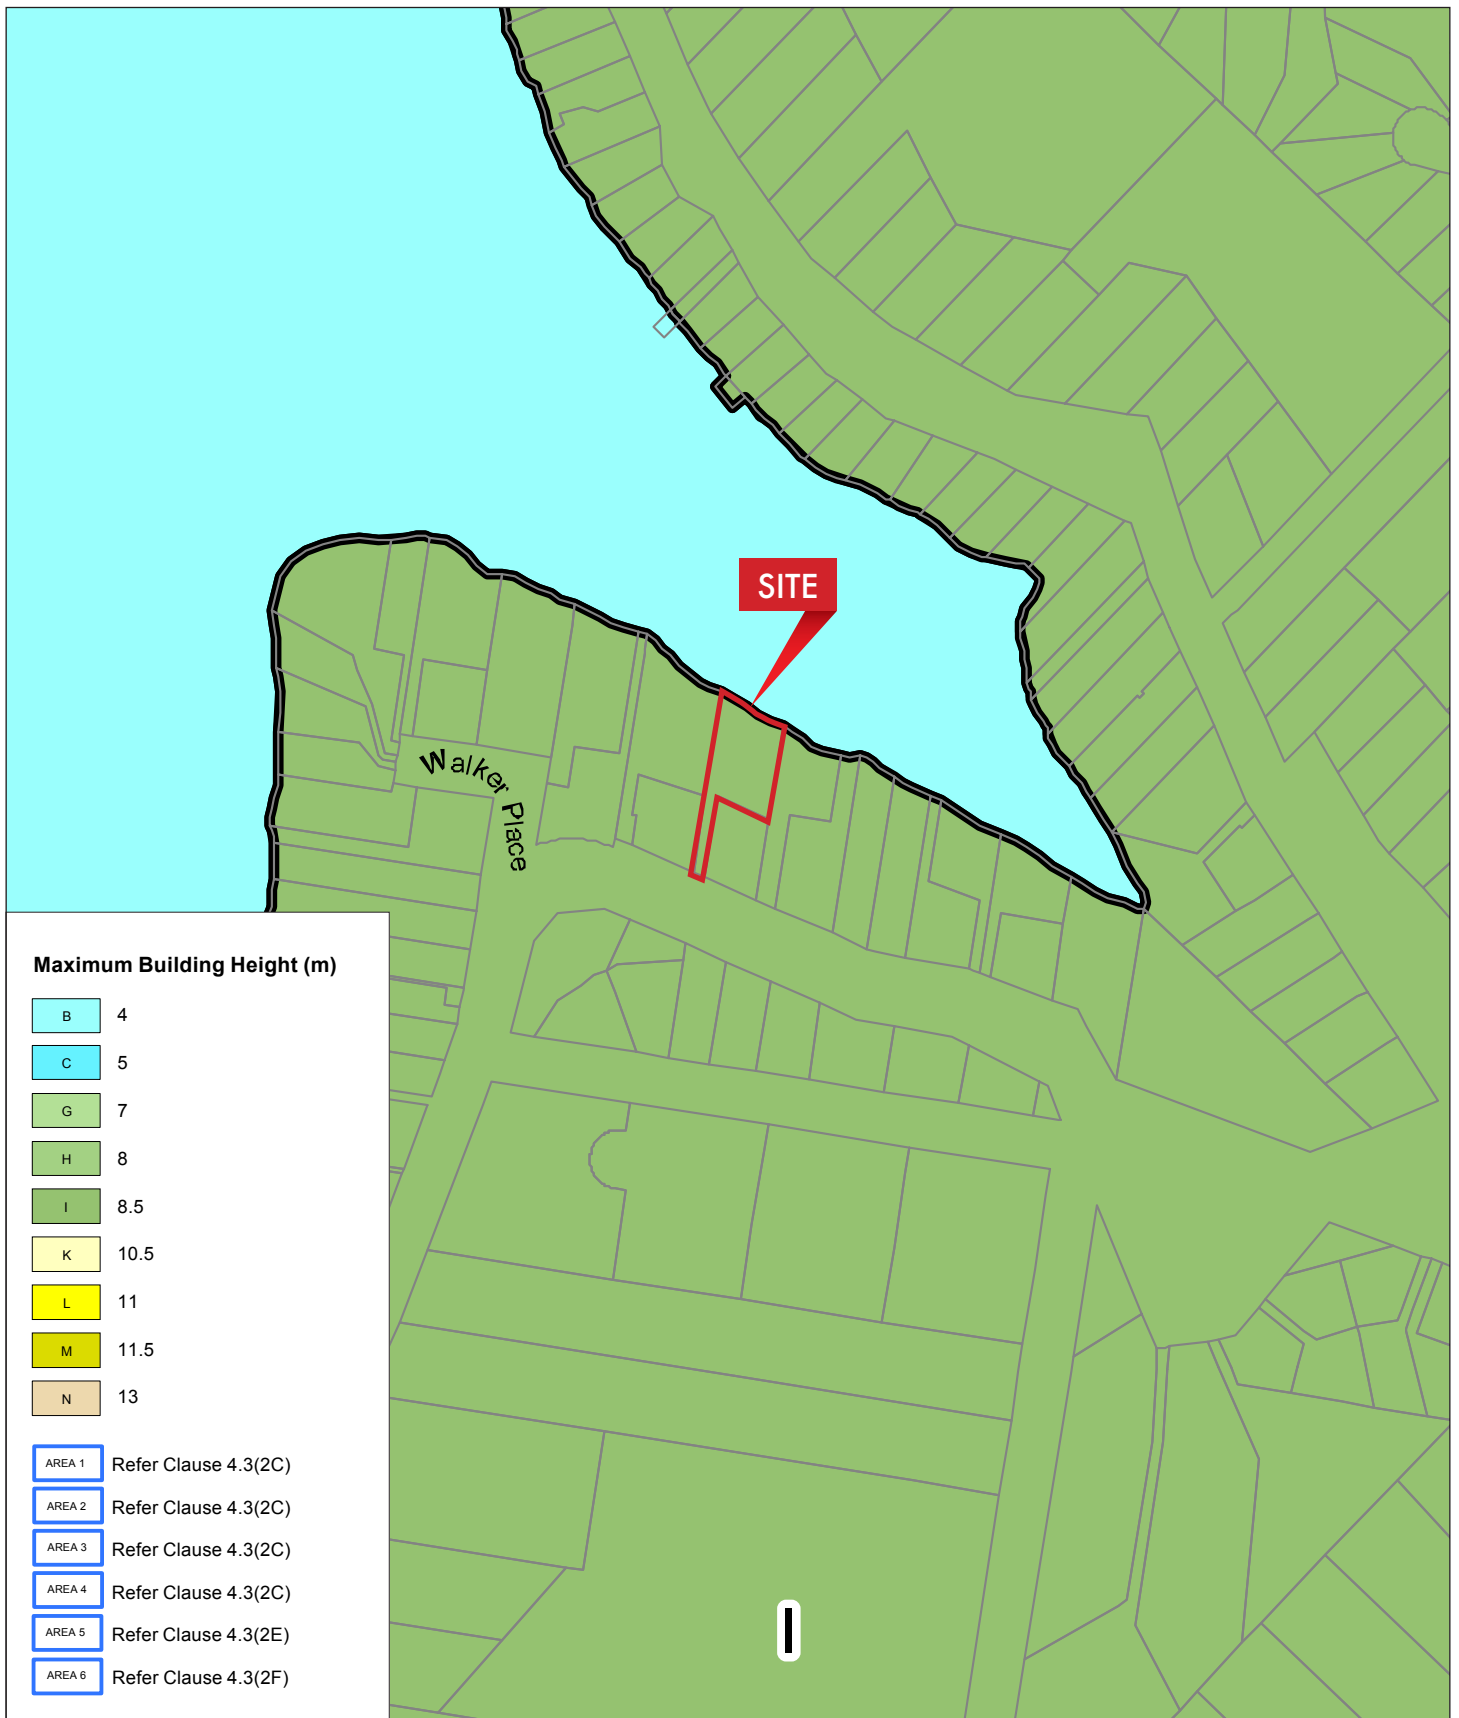 SITE
Walker Place
Maximum Building Height (m)
B 4
C 5
G 7
H 8
I 8.5
K 10.5
L 11
M 11.5
N 13
AREA 1 Refer Clause 4.3(2C)
AREA 2 Refer Clause 4.3(2C)
AREA 3 Refer Clause 4.3(2C)
AREA 4 Refer Clause 4.3(2C)
AREA 5 Refer Clause 4.3(2E)
AREA 6 Refer Clause 4.3(2F)
I